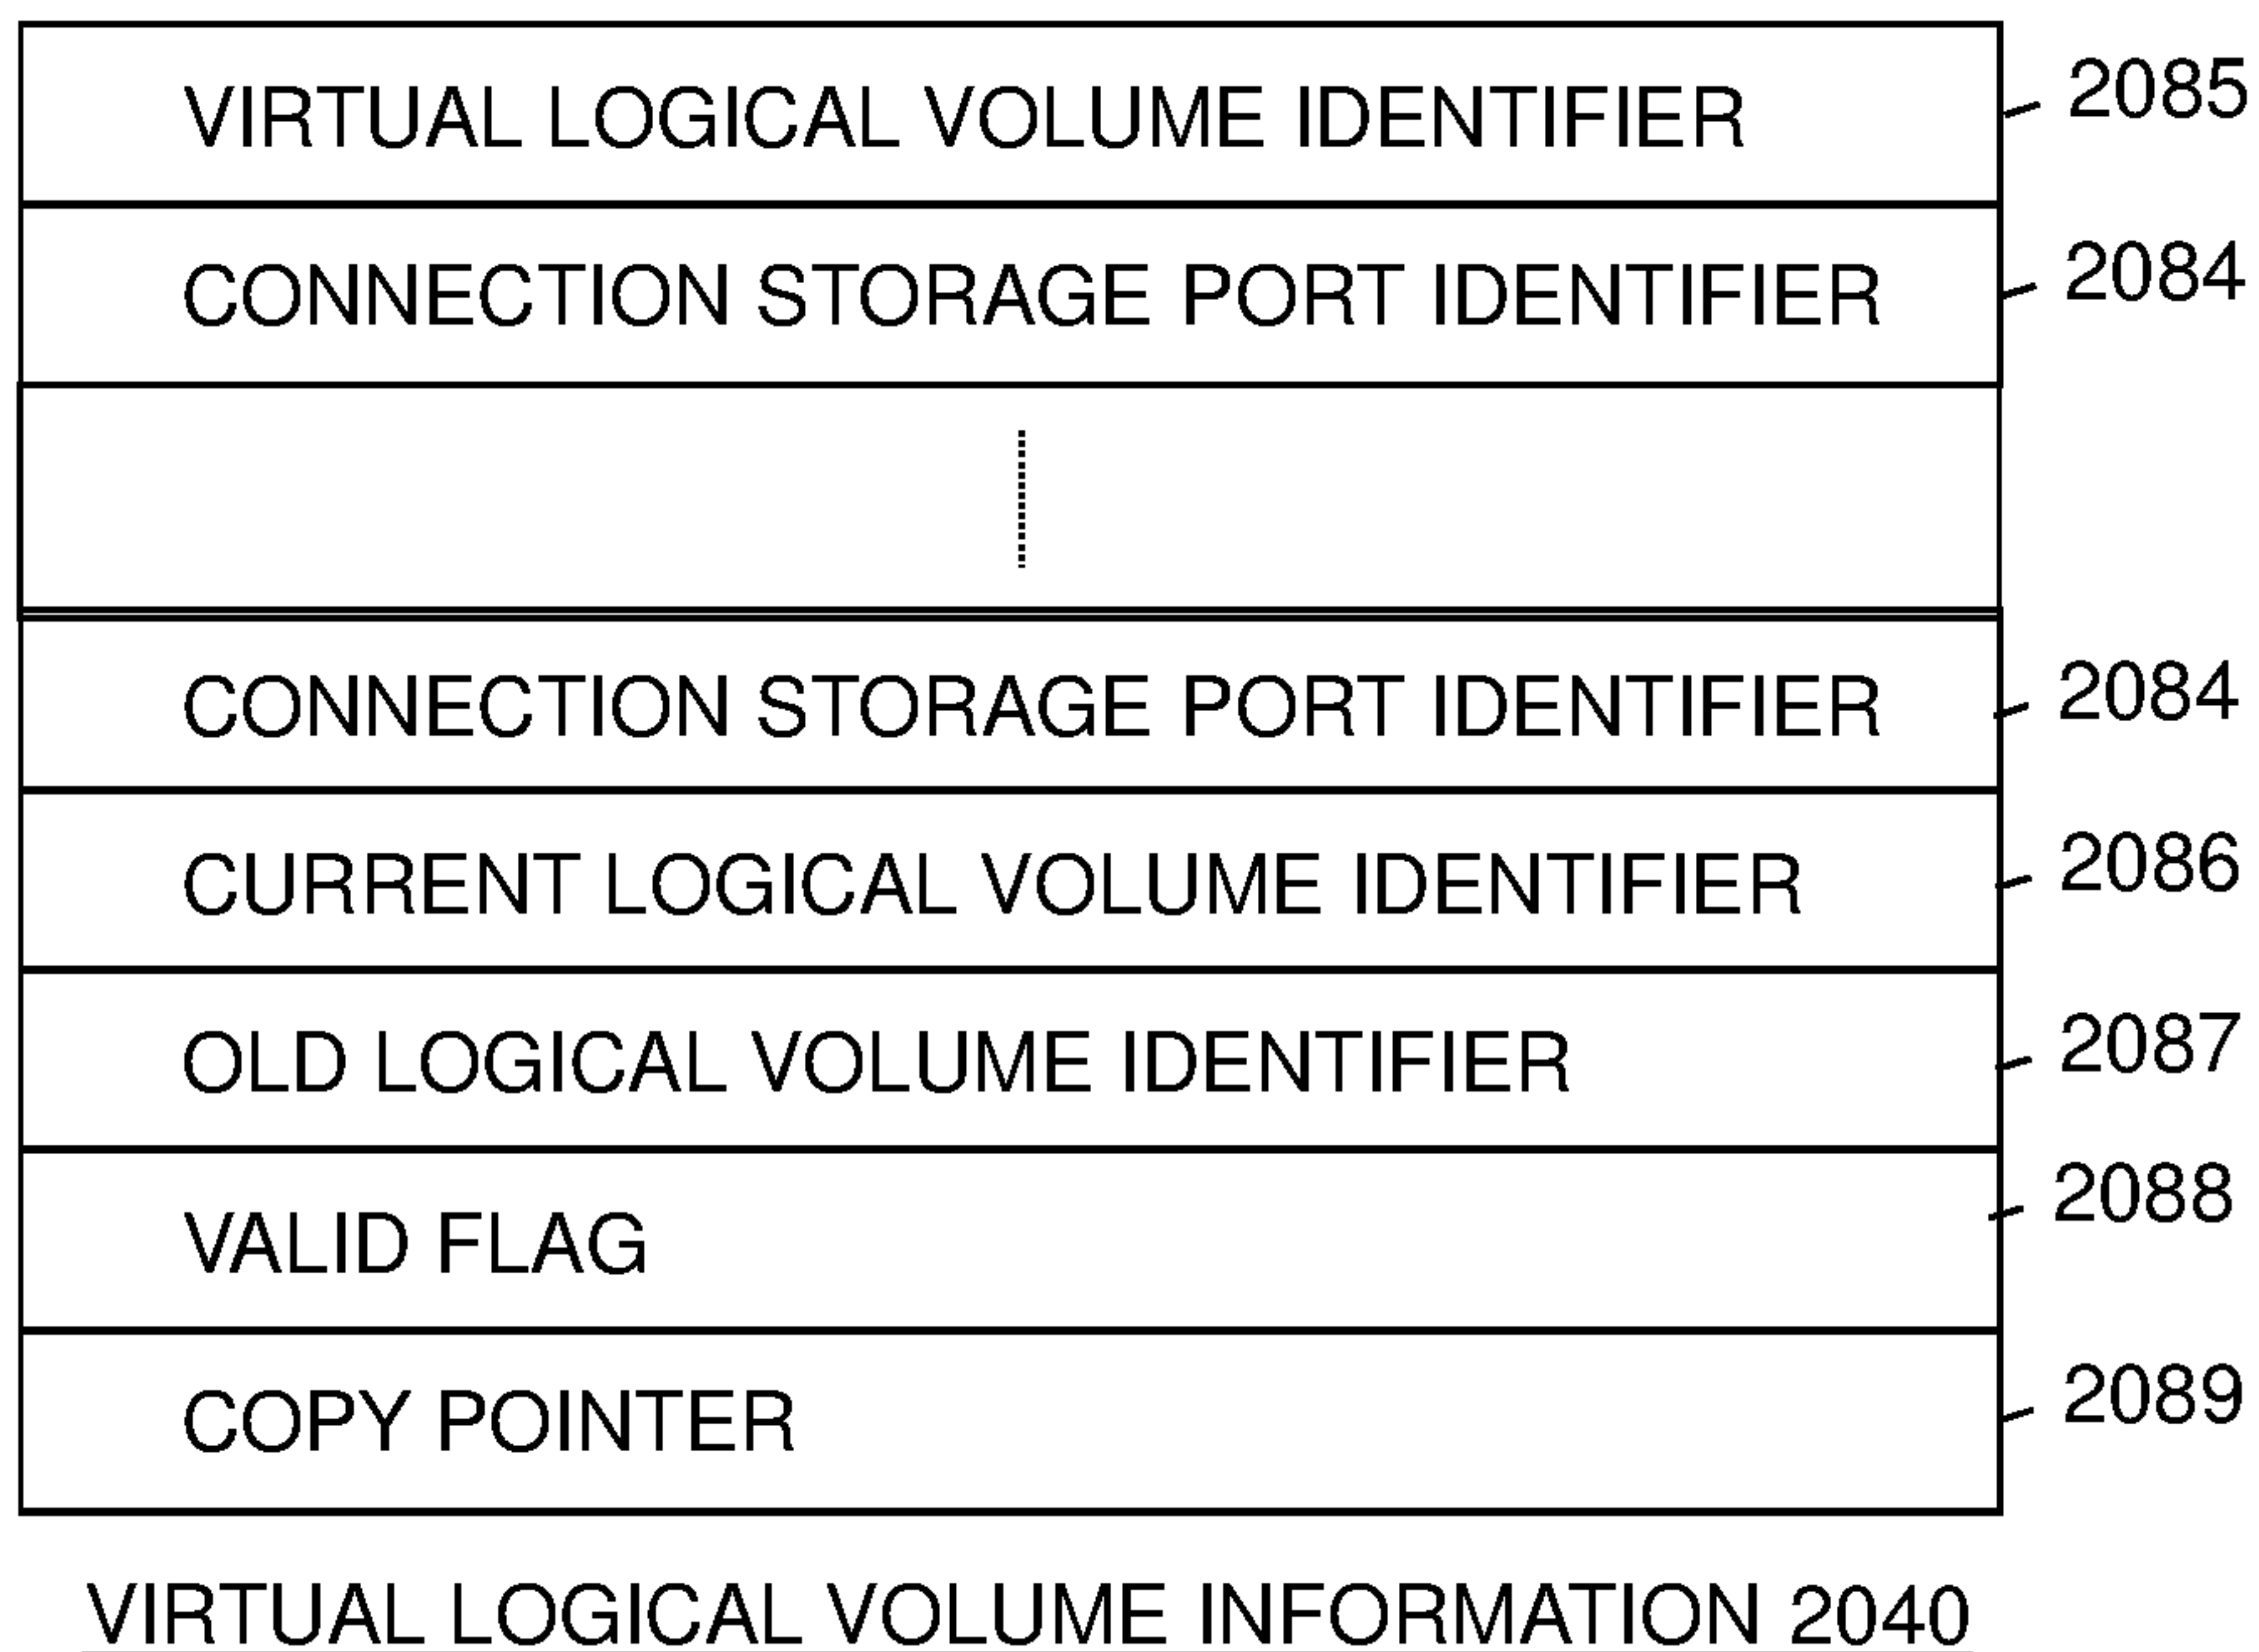 VIRTUAL LOGICAL VOLUME IDENTIFIER 2085
CONNECTION STORAGE PORT IDENTIFIER 2084
CONNECTION STORAGE PORT IDENTIFIER 2084
CURRENT LOGICAL VOLUME IDENTIFIER 2086
OLD LOGICAL VOLUME IDENTIFIER 2087
VALID FLAG 2088
COPY POINTER 2089
VIRTUAL LOGICAL VOLUME INFORMATION 2040